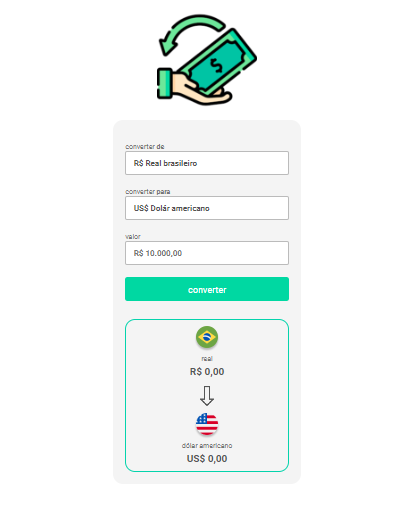 $
converter de
R$ Real brasileiro
converter para
US$ Dolár americano
valor
R$ 10.000,00
converter
real
R$ 0,00
dólar americano
US$ 0,00